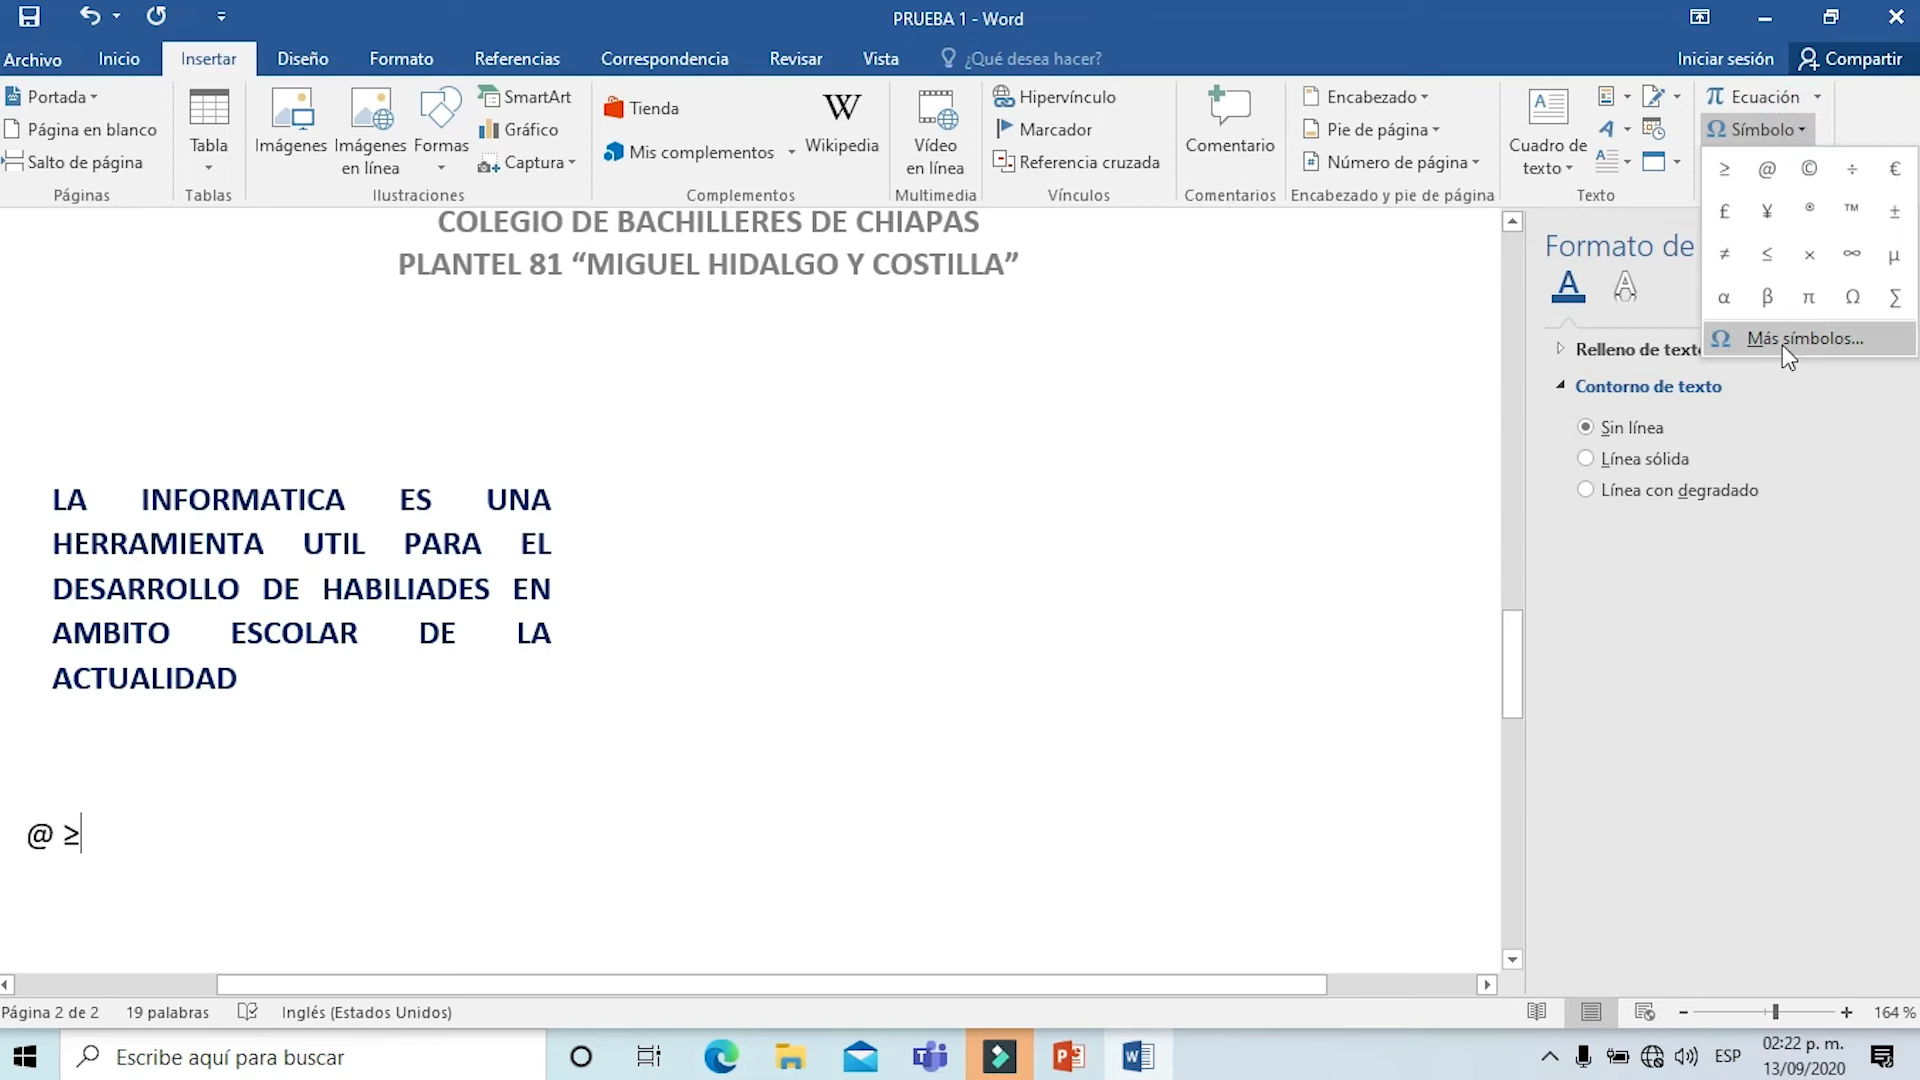 PRUEBA 1 - Word
Archivo Inicio Insertar Diseño Formato Referencias Correspondencia Revisar Vista ¿Qué desea hacer? Iniciar sesión Compartir
Portada
Página en blanco
Salto de página
Páginas
Tabla
Tablas
Imágenes
Imágenes en línea
Formas
SmartArt
Gráfico
Captura
Ilustraciones
Tienda
Mis complementos
W
Wikipedia
Complementos
Vídeo en línea
Multimedia
Hipervínculo
Marcador
Referencia cruzada
Vínculos
Comentario
Comentarios
Encabezado
Pie de página
Número de página
Encabezado y pie de página
Cuadro de texto
Texto
π Ecuación
Ω Símbolo
≥ @ © ÷ €
£ ¥ ® ™ ±
≠ ≤ × ∞ µ
α β π Ω ∑
Ω Más símbolos...
COLEGIO DE BACHILLERES DE CHIAPAS
PLANTEL 81 “MIGUEL HIDALGO Y COSTILLA”
LA INFORMATICA ES UNA
HERRAMIENTA UTIL PARA EL
DESARROLLO DE HABILIADES EN
AMBITO ESCOLAR DE LA
ACTUALIDAD
@ ≥
Formato de
A A
Relleno de texto
Contorno de texto
Sin línea
Línea sólida
Línea con degradado
Página 2 de 2 19 palabras Inglés (Estados Unidos) 164 %
Escribe aquí para buscar
ESP
02:22 p. m.
13/09/2020